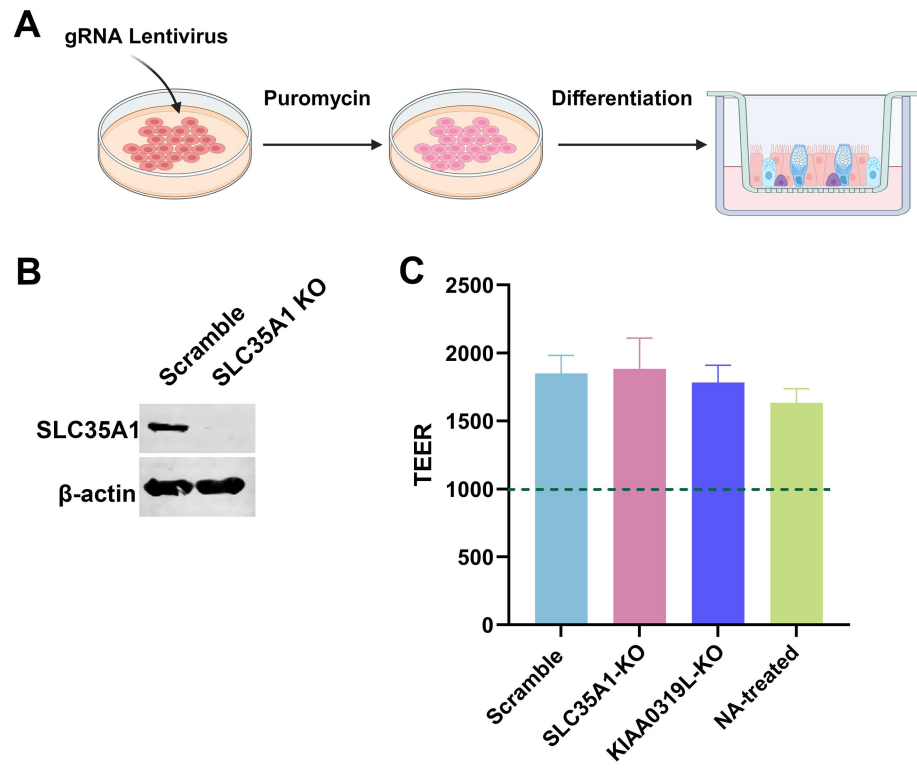 A
gRNA Lentivirus
Puromycin
Differentiation
B
Scramble
SLC35A1 KO
SLC35A1
β-actin
C
TEER
2500
2000
1500
1000
500
0
Scramble
SLC35A1-KO
KIAA0319L-KO
NA-treated